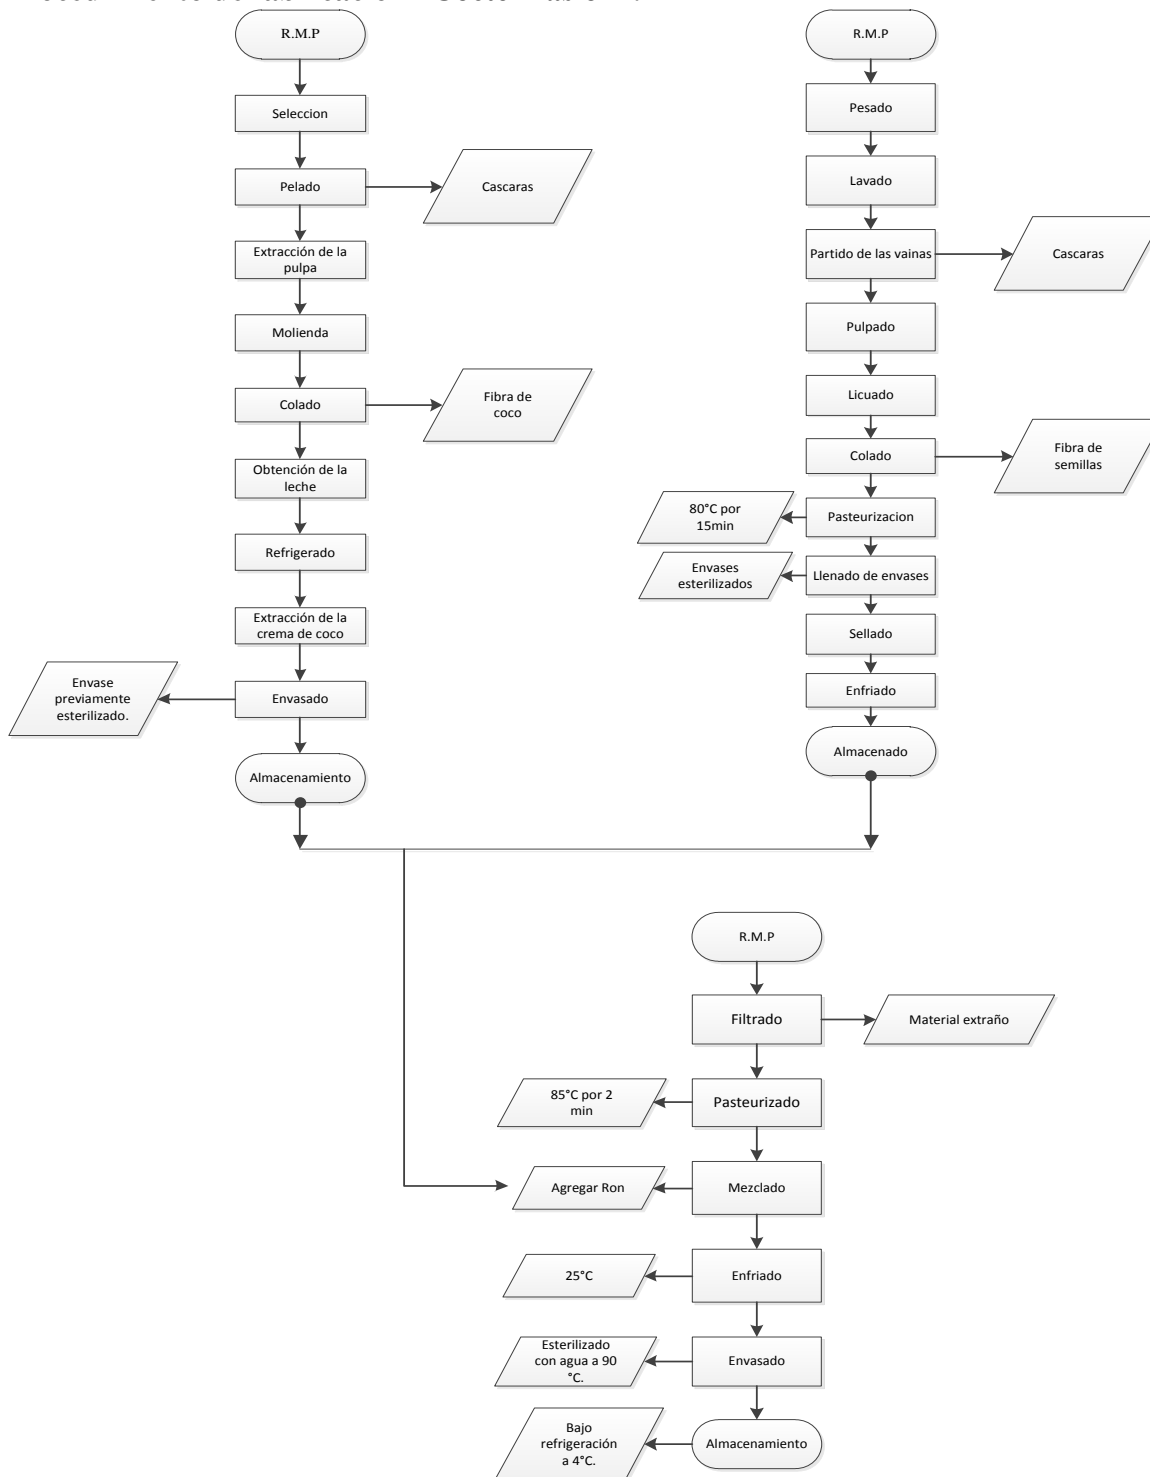 R.M.P
Seleccion
Pelado
Cascaras
Extracción de la
pulpa
Molienda
Colado
Fibra de
coco
Obtención de la
leche
Refrigerado
Extracción de la
crema de coco
Envase
previamente
esterilizado.
Envasado
Almacenamiento
R.M.P
Pesado
Lavado
Partido de las vainas
Cascaras
Pulpado
Licuado
Colado
Fibra de
semillas
80°C por
15min
Pasteurizacion
Envases
esterilizados
Llenado de envases
Sellado
Enfriado
Almacenado
R.M.P
Filtrado
Material extraño
85°C por 2
min
Pasteurizado
Agregar Ron
Mezclado
25°C
Enfriado
Esterilizado
con agua a 90
°C.
Envasado
Bajo
refrigeración
a 4°C.
Almacenamiento